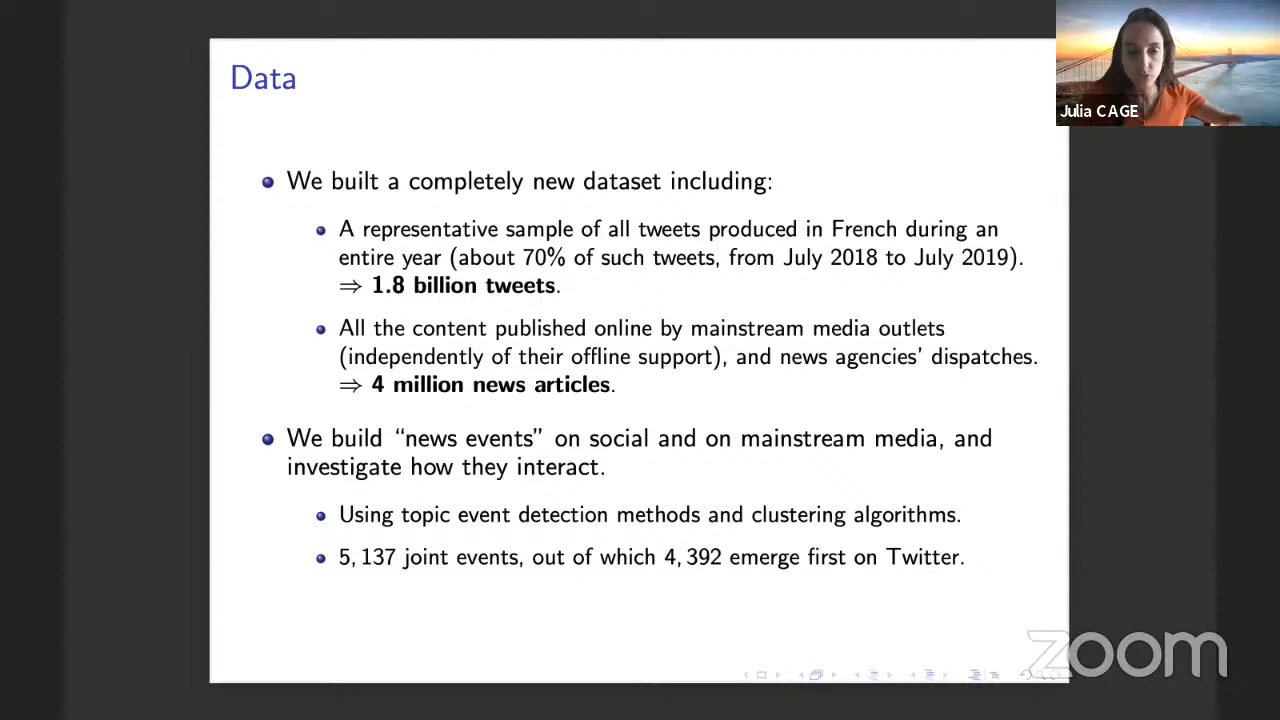 Data
Julia CAGE
We built a completely new dataset including:
A representative sample of all tweets produced in French during an
entire year (about 70% of such tweets, from July 2018 to July 2019).
⇒ 1.8 billion tweets.
All the content published online by mainstream media outlets
(independently of their offline support), and news agencies’ dispatches.
⇒ 4 million news articles.
We build “news events” on social and on mainstream media, and
investigate how they interact.
Using topic event detection methods and clustering algorithms.
5, 137 joint events, out of which 4, 392 emerge first on Twitter.
zoom